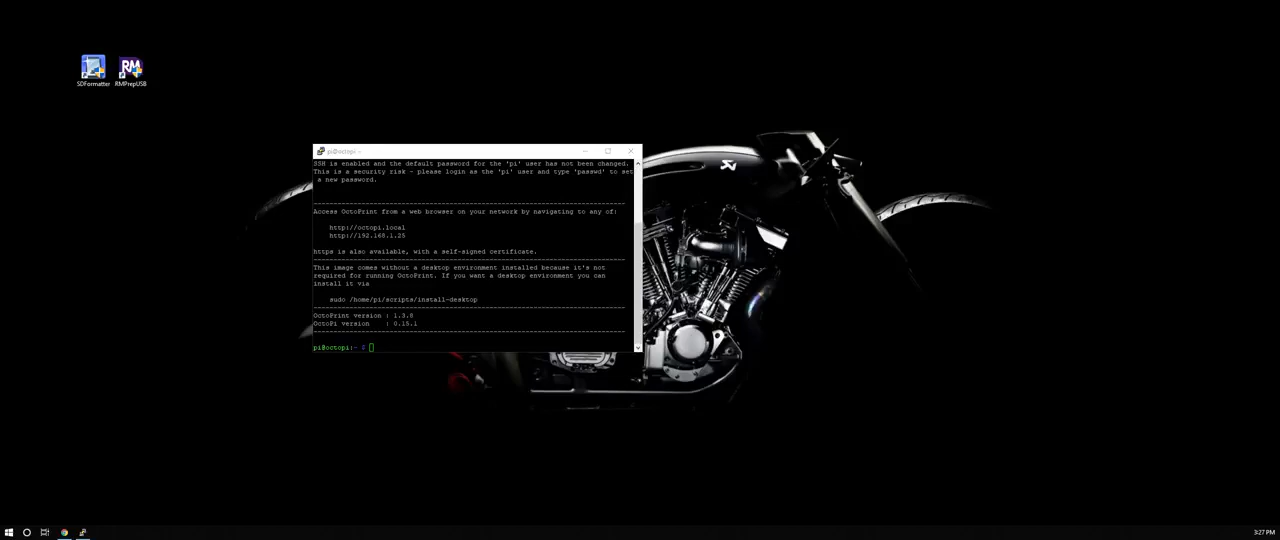 SDFormatter
RMPrepUSB
RM
pi@octopi: ~
SSH is enabled and the default password for the 'pi' user has not been changed.
This is a security risk - please login as the 'pi' user and type 'passwd' to set
a new password.
Access OctoPrint from a web browser on your network by navigating to any of:
http://octopi.local
http://192.168.1.25
https is also available, with a self-signed certificate.
This image comes without a desktop environment installed because it's not
required for running OctoPrint. If you want a desktop environment you can
install it via
sudo /home/pi/scripts/install-desktop
OctoPrint version : 1.3.8
OctoPi version : 0.15.1
pi@octopi:~ $
3:27 PM